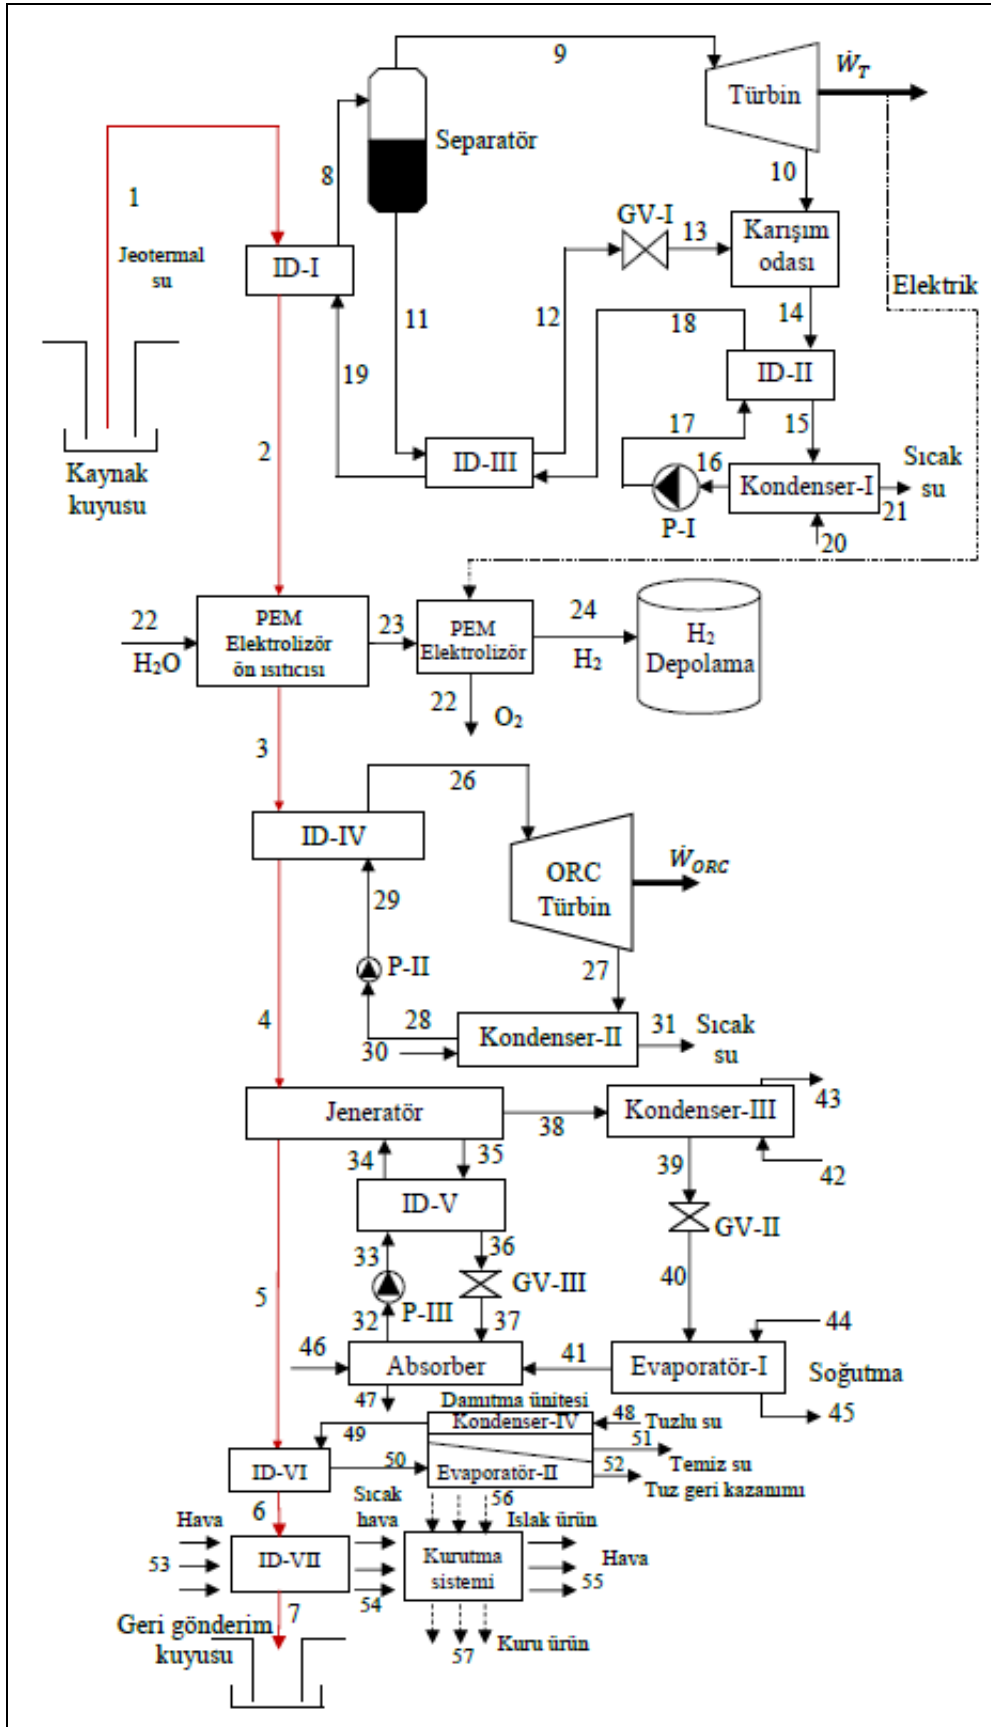 9
Ẇ_T
Türbin
Separatör
8
10
1
GV-I
13
Karışım
odası
Jeotermal
su
ID-I
Elektrik
11
12
18
14
19
ID-II
17
15
2
ID-III
16
Kondenser-I
Sıcak
su
21
Kaynak
kuyusu
P-I
20
22
H₂O
PEM
Elektrolizör
ön ısıtıcısı
23
PEM
Elektrolizör
24
H₂
H₂
Depolama
22
O₂
3
26
ID-IV
ORC
Türbin
Ẇ_ORC
29
P-II
27
4
28
30
Kondenser-II
31
Sıcak
su
Jeneratör
38
Kondenser-III
43
34
35
39
42
ID-V
33
36
GV-II
5
P-III
GV-III
40
32
37
44
46
Absorber
41
Evaporatör-I
Soğutma
47
45
Damıtma ünitesi
49
Kondenser-IV
48
Tuzlu su
51
Temiz su
ID-VI
50
Evaporatör-II
52
Tuz geri kazanımı
6
Sıcak
hava
56
Hava
Islak ürün
53
ID-VII
54
Kurutma
sistemi
Hava
55
7
Geri gönderim
kuyusu
57
Kuru ürün